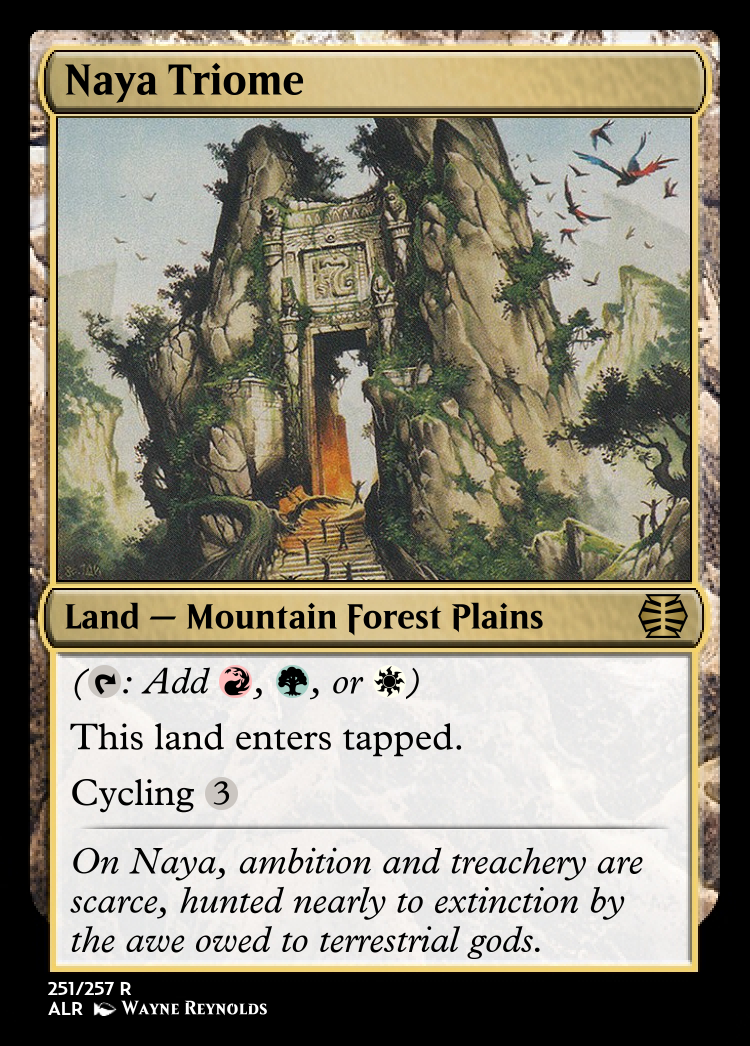 Naya Triome
Land — Mountain Forest Plains
(: Add , , or )
This land enters tapped.
Cycling 3
On Naya, ambition and treachery are
scarce, hunted nearly to extinction by
the awe owed to terrestrial gods.
251/257 R
ALR Wayne Reynolds